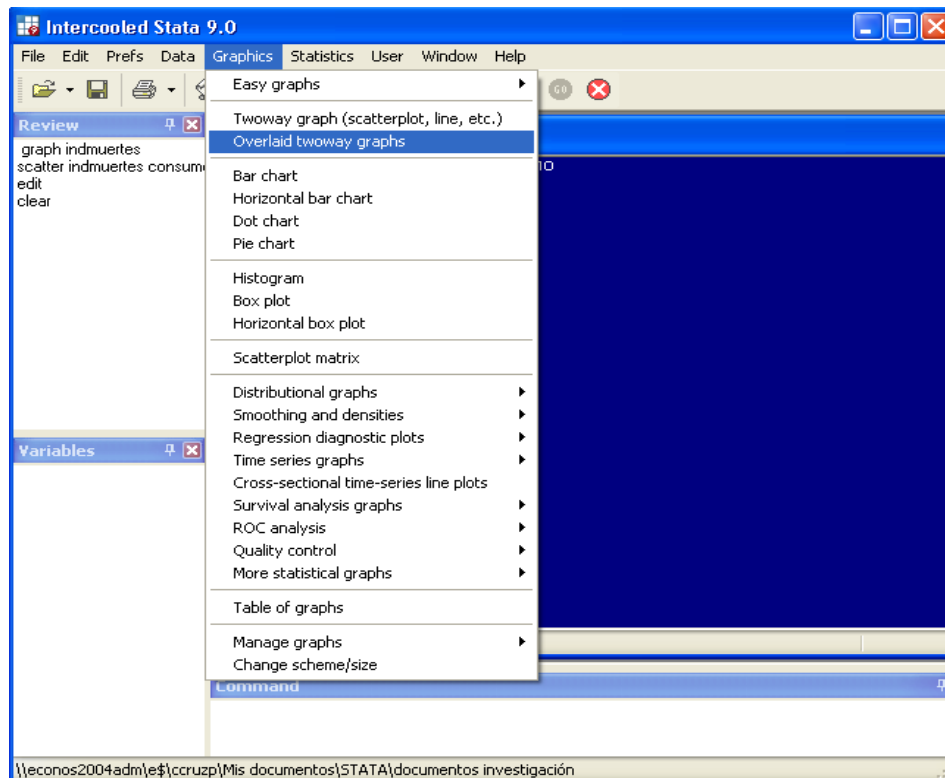 Intercooled Stata 9.0
File Edit Prefs Data Graphics Statistics User Window Help
GO
Review
graph indmuertes
scatter indmuertes
edit
clear
Variables
Easy graphs
Twoway graph (scatterplot, line, etc.)
Overlaid twoway graphs
Bar chart
Horizontal bar chart
Dot chart
Pie chart
Histogram
Box plot
Horizontal box plot
Scatterplot matrix
Distributional graphs
Smoothing and densities
Regression diagnostic plots
Time series graphs
Cross-sectional time-series line plots
Survival analysis graphs
ROC analysis
Quality control
More statistical graphs
Table of graphs
Manage graphs
Change scheme/size
Command
\\econos2004adm\e$\ccruzp\Mis documentos\STATA\documentos investigación